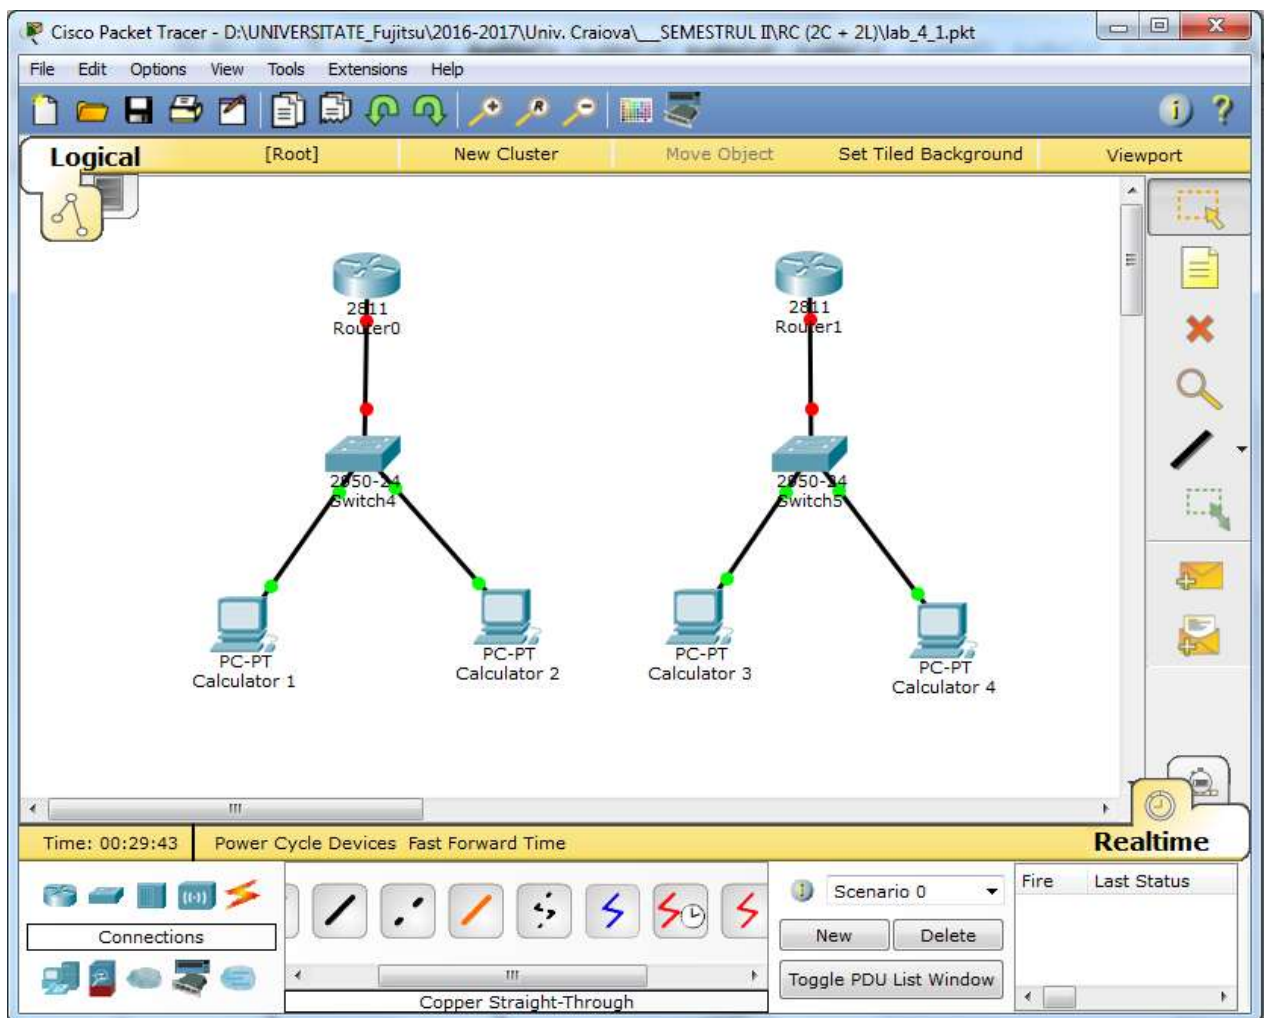 Cisco Packet Tracer - D:\UNIVERSITATE_Fujitsu\2016-2017\Univ. Craiova\___SEMESTRUL II\RC (2C + 2L)\lab_4_1.pkt
File Edit Options View Tools Extensions Help
Logical [Root] New Cluster Move Object Set Tiled Background Viewport
2811
Router0
2811
Router1
2950-24
Switch4
2950-24
Switch5
PC-PT
Calculator 1
PC-PT
Calculator 2
PC-PT
Calculator 3
PC-PT
Calculator 4
Time: 00:29:43 Power Cycle Devices Fast Forward Time Realtime
Connections
Copper Straight-Through
Scenario 0
New Delete
Toggle PDU List Window
Fire Last Status